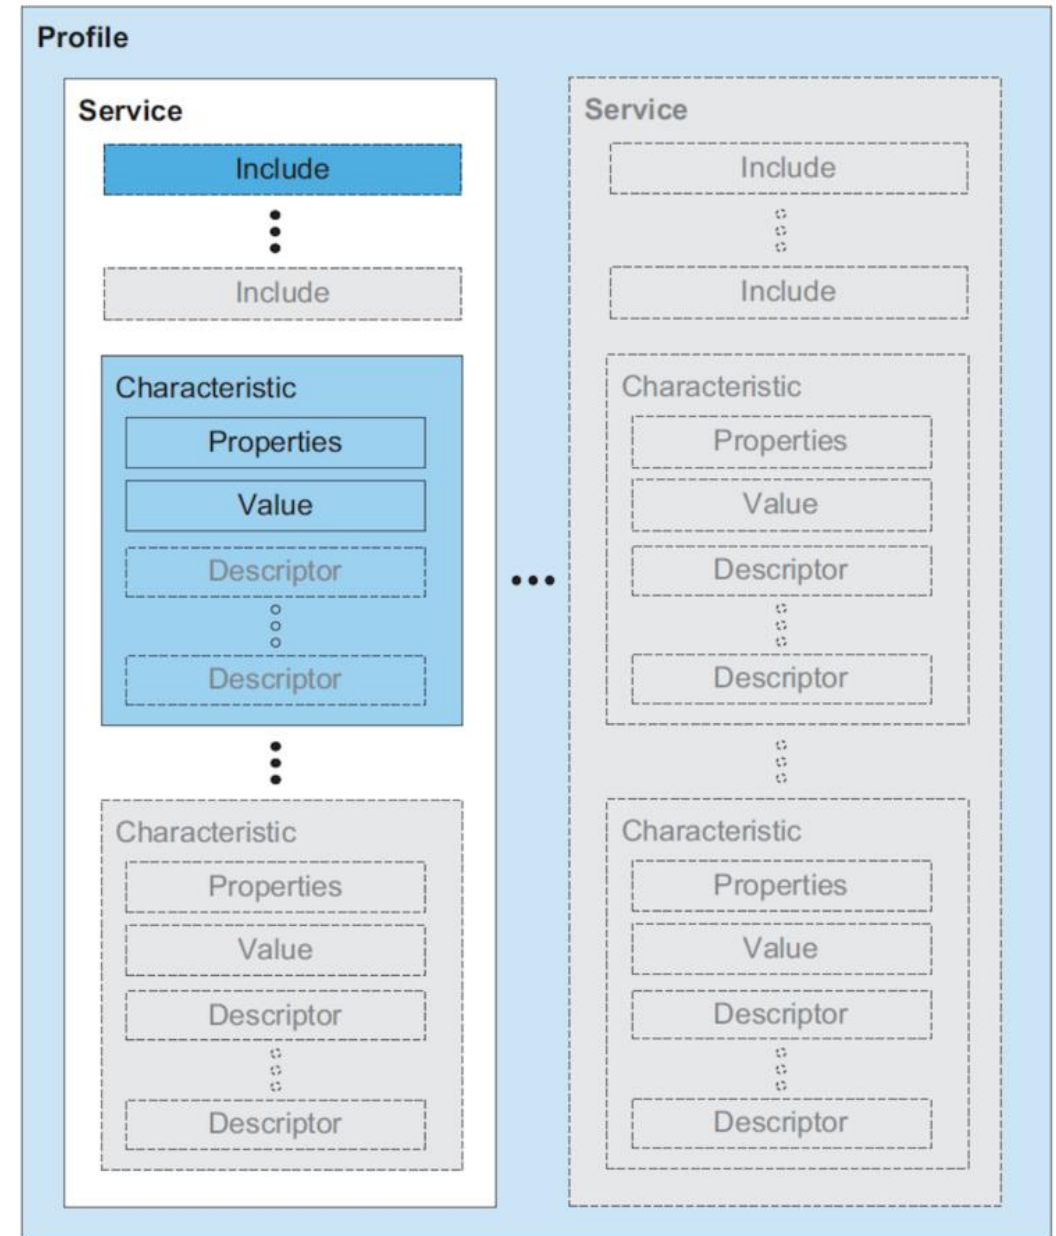 Profile
Service
Include
Include
Characteristic
Properties
Value
Descriptor
Descriptor
Characteristic
Properties
Value
Descriptor
Descriptor
Service
Include
Include
Characteristic
Properties
Value
Descriptor
Descriptor
Characteristic
Properties
Value
Descriptor
Descriptor